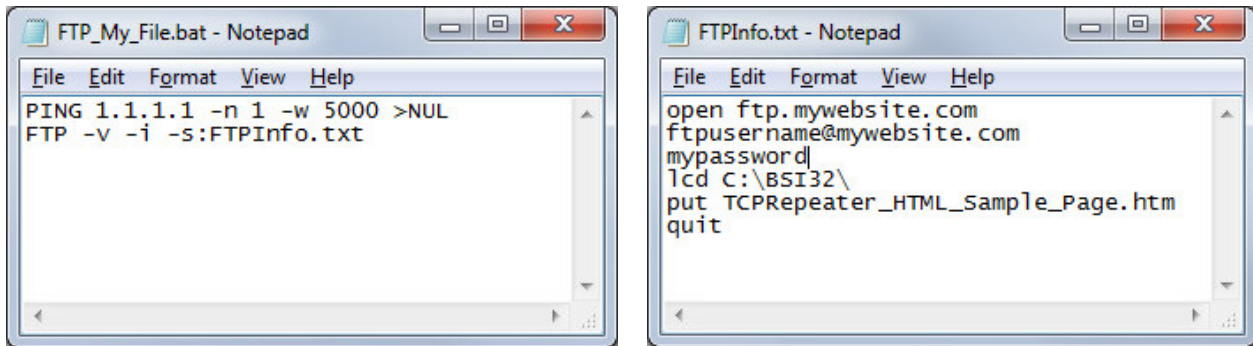 FTP_My_File.bat - Notepad
File Edit Format View Help
PING 1.1.1.1 -n 1 -w 5000 >NUL
FTP -v -i -s:FTPInfo.txt
FTPInfo.txt - Notepad
File Edit Format View Help
open ftp.mywebsite.com
ftpusername@mywebsite.com
mypassword
lcd C:\BSI32\
put TCPRepeater_HTML_Sample_Page.htm
quit